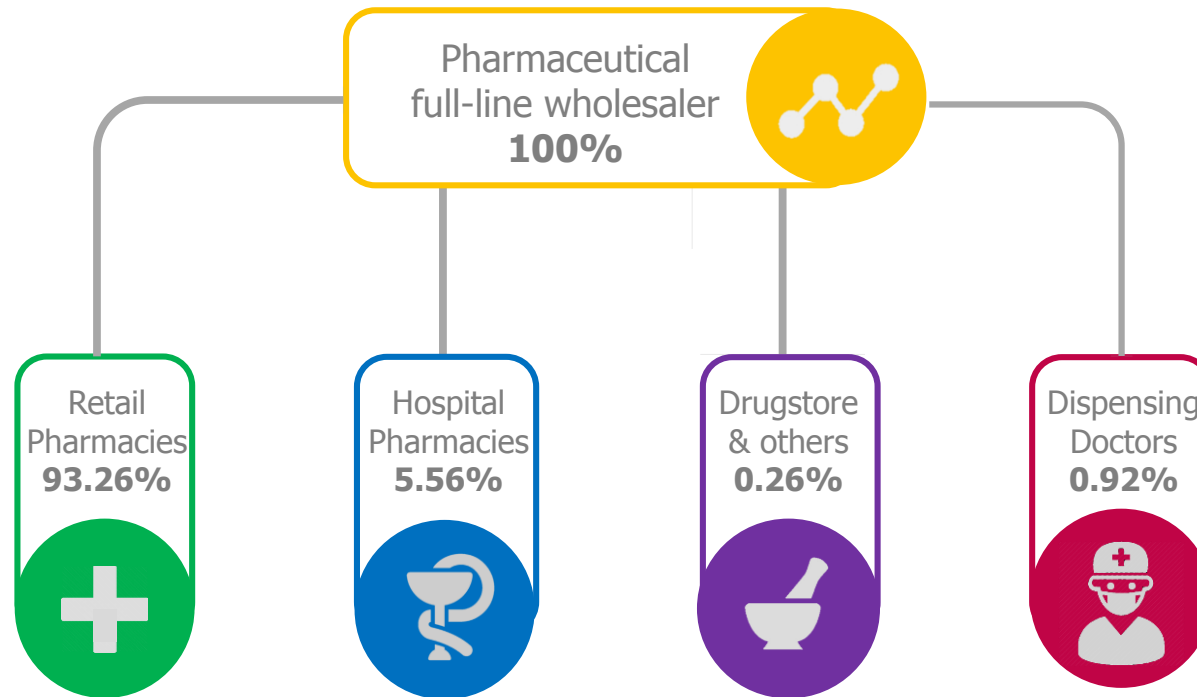 Pharmaceutical
full-line wholesaler
100%
Retail
Pharmacies
93.26%
Hospital
Pharmacies
5.56%
Drugstore
& others
0.26%
Dispensing
Doctors
0.92%